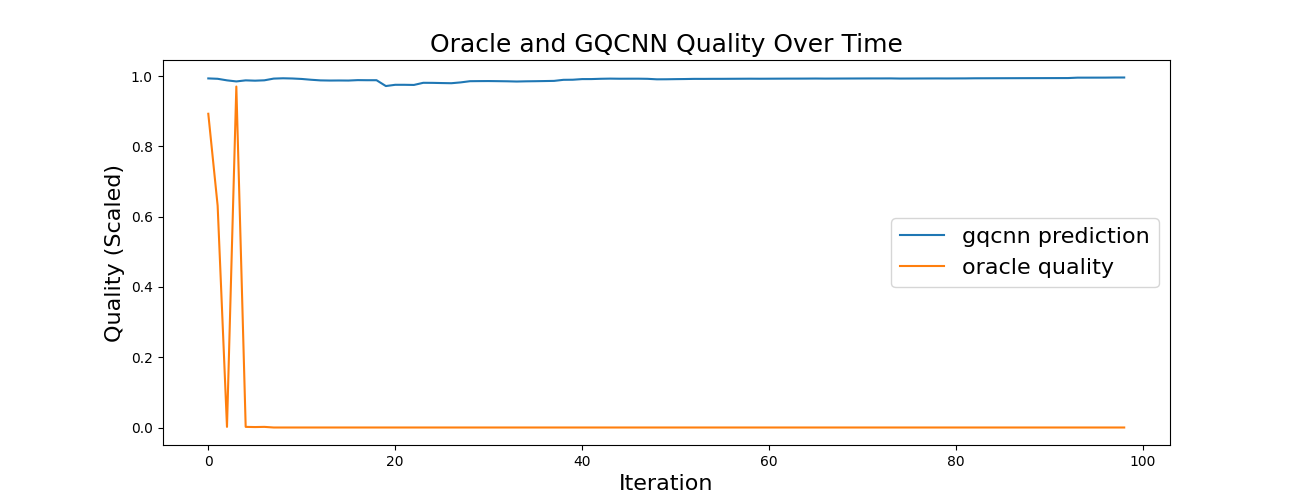 Oracle and GQCNN Quality Over Time
Quality (Scaled)
1.0
0.8
0.6
0.4
0.2
0.0
gqcnn prediction
oracle quality
0 20 40 60 80 100
Iteration